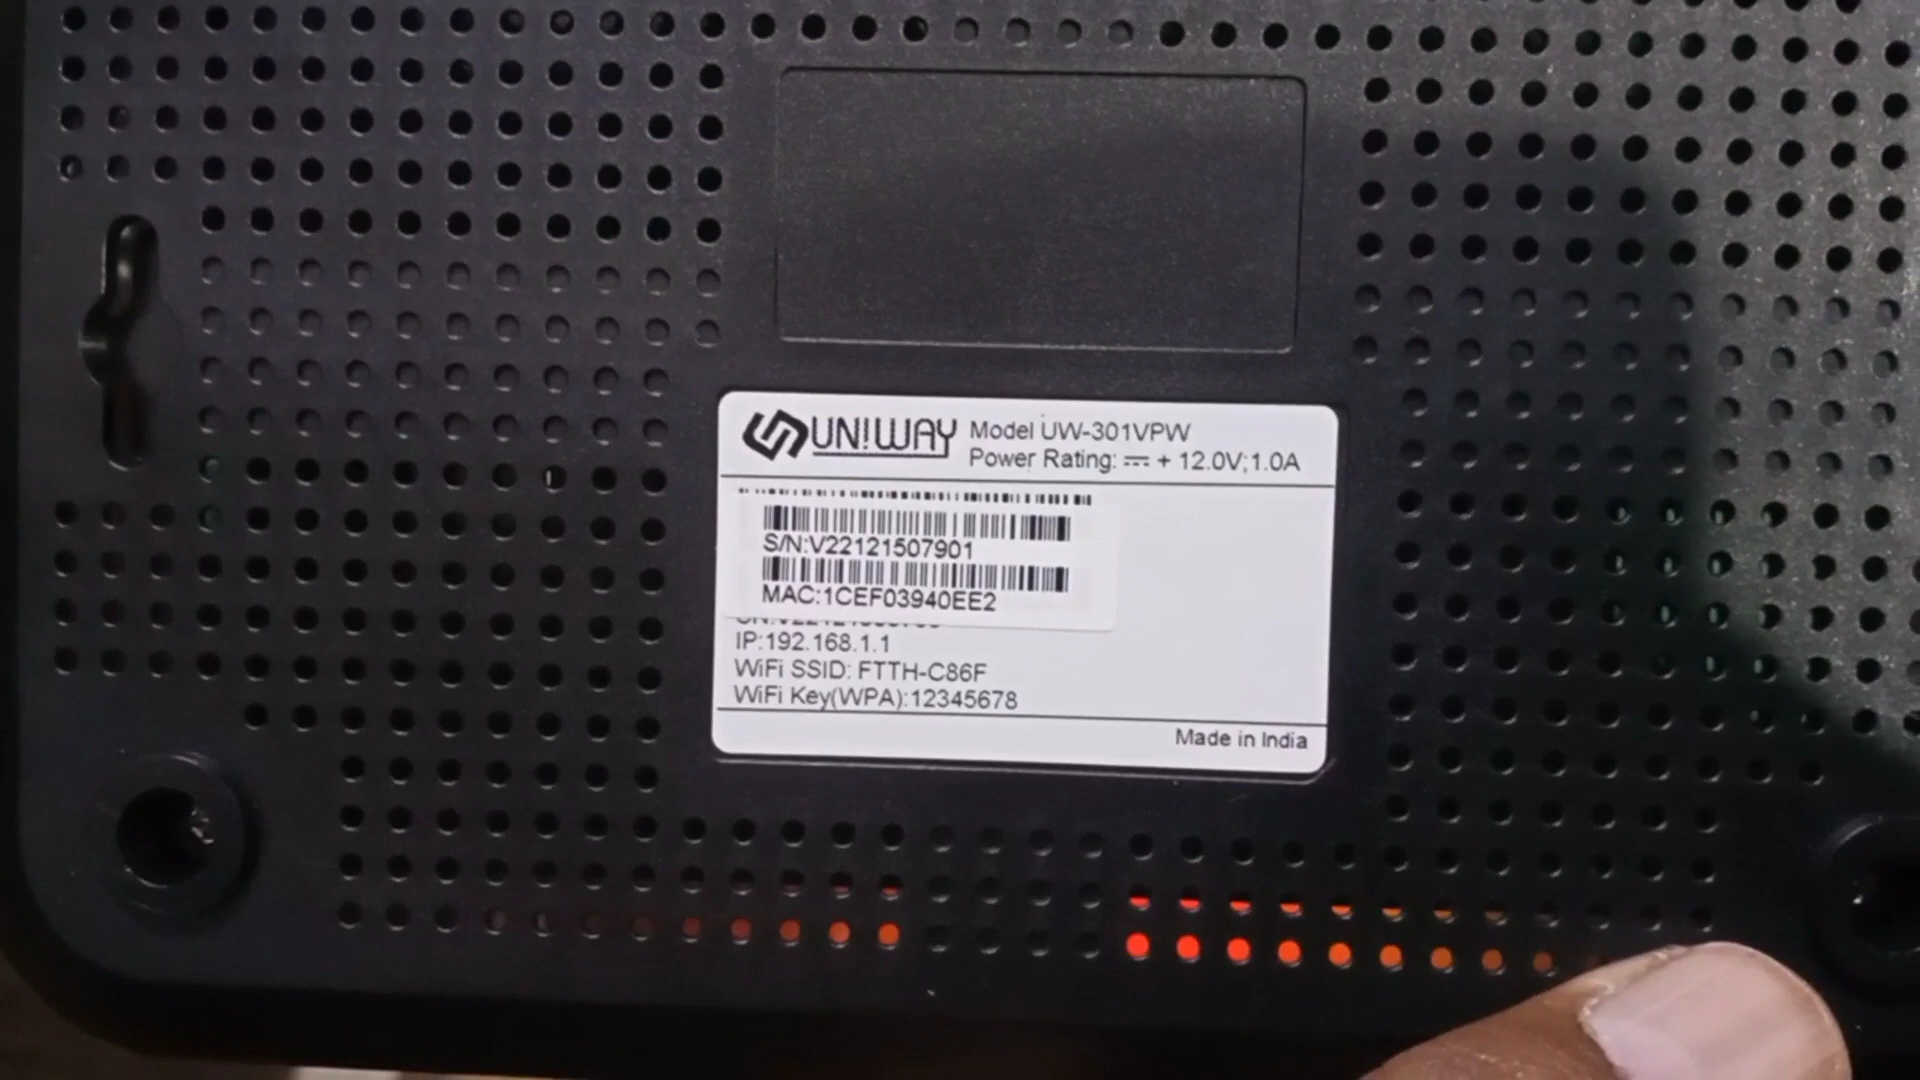 UNIWAY
Model UW-301VPW
Power Rating: ⎓ + 12.0V;1.0A
S/N:V22121507901
MAC:1CEF03940EE2
IP:192.168.1.1
WiFi SSID: FTTH-C86F
WiFi Key(WPA):12345678
Made in India